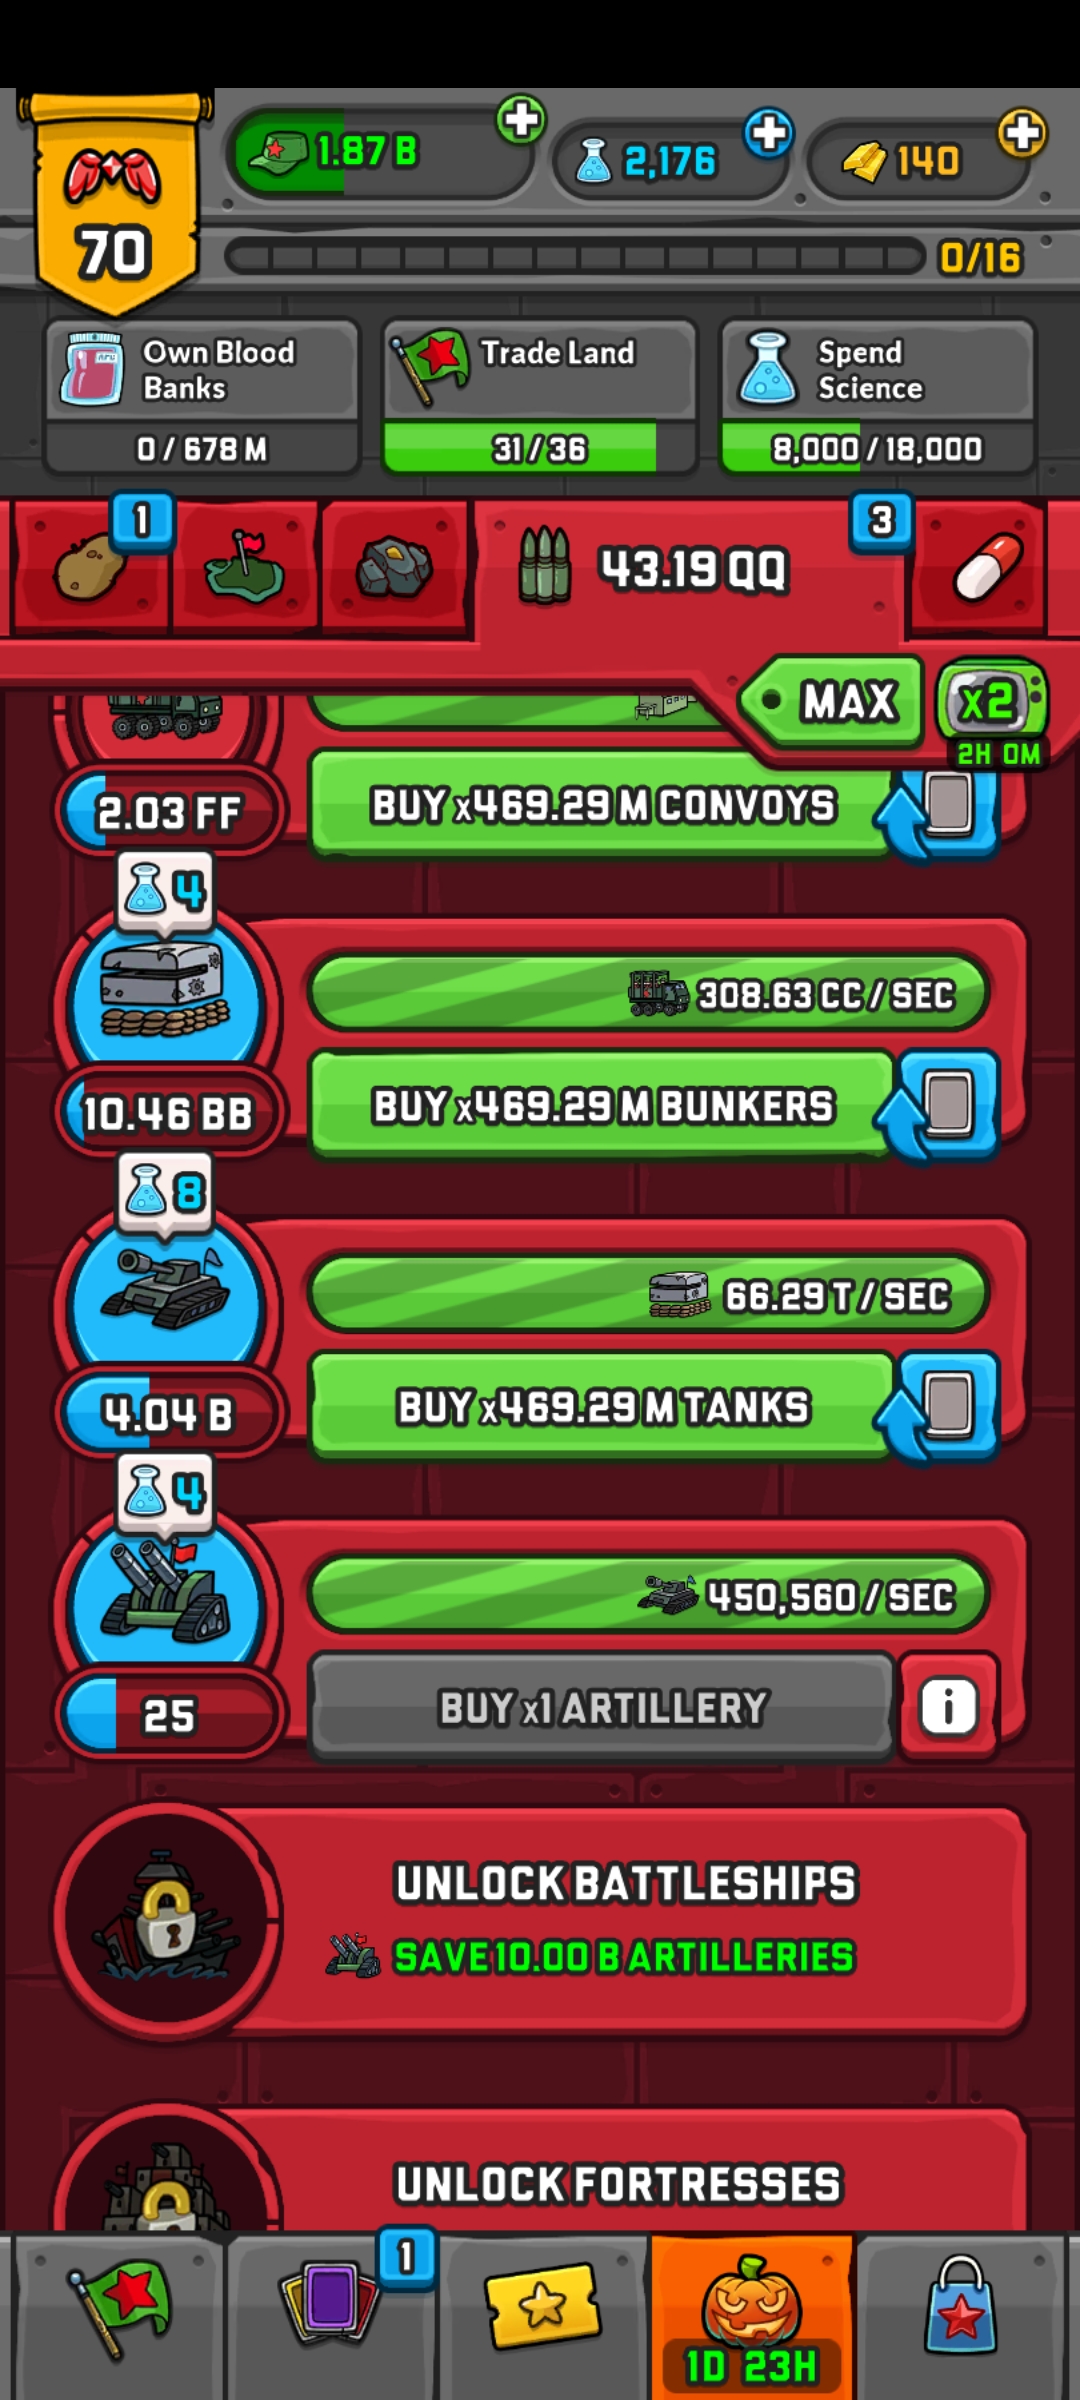 70
1.87 B
2,176
140
0/16
Own Blood
Banks
0 / 678 M
Trade Land
31 / 36
Spend
Science
8,000 / 18,000
1
43.19 QQ
3
MAX
x2
2H 0M
2.03 FF
BUY x469.29 M CONVOYS
4
308.63 CC / SEC
10.46 BB
BUY x469.29 M BUNKERS
8
66.29 T / SEC
4.04 B
BUY x469.29 M TANKS
4
450,560 / SEC
25
BUY x1 ARTILLERY
i
UNLOCK BATTLESHIPS
SAVE 10.00 B ARTILLERIES
UNLOCK FORTRESSES
1
1D 23H